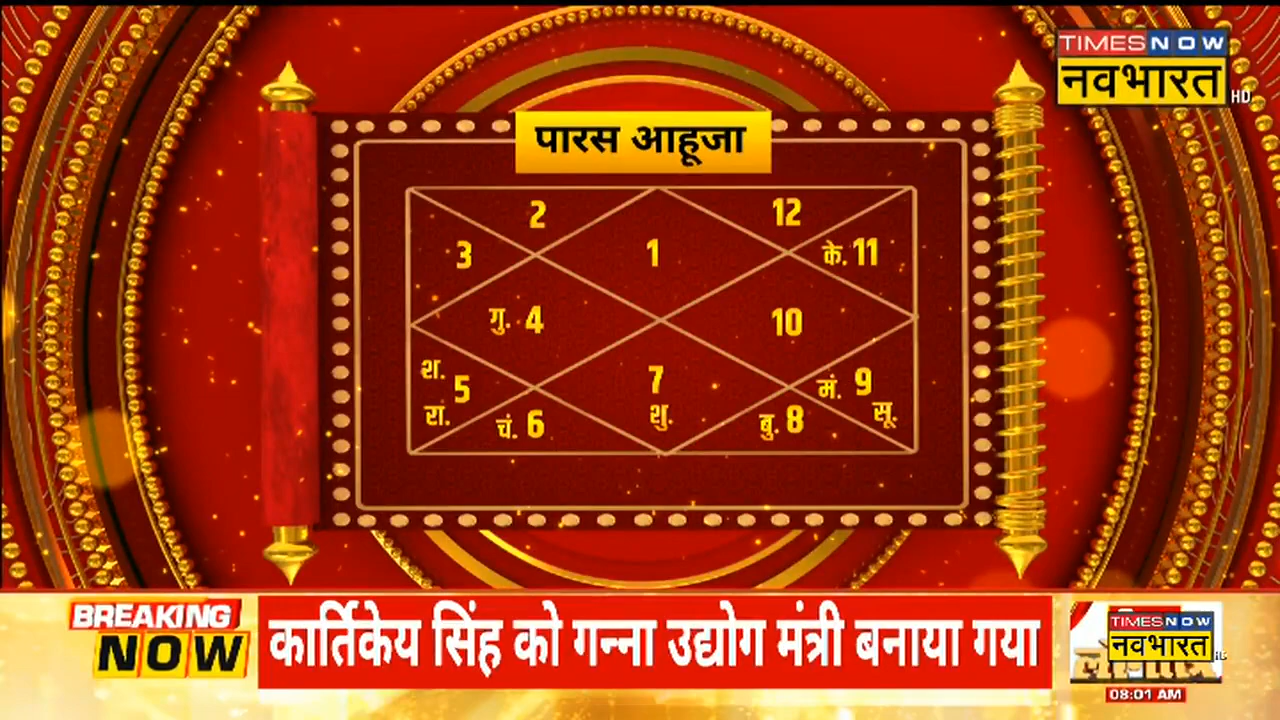 TIMES NOW
नवभारत
HD
पारस आहूजा
2
12
3
1
के. 11
गु. 4
10
श.
5
रा.
चं. 6
7
शु.
बु. 8
मं. 9
सू.
BREAKING
NOW
कार्तिकेय सिंह को गन्ना उद्योग मंत्री बनाया गया
TIMES NOW
नवभारत
08:01 AM